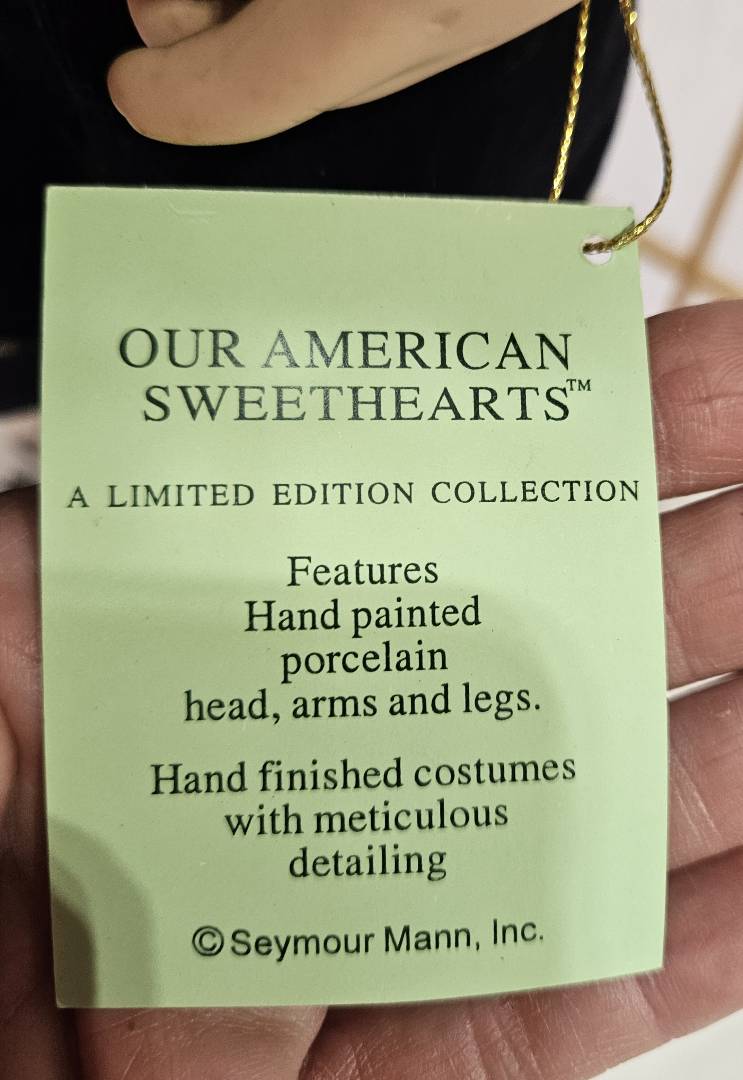 OUR AMERICAN
SWEETHEARTS™
A LIMITED EDITION COLLECTION
Features
Hand painted
porcelain
head, arms and legs.
Hand finished costumes
with meticulous
detailing
©Seymour Mann, Inc.